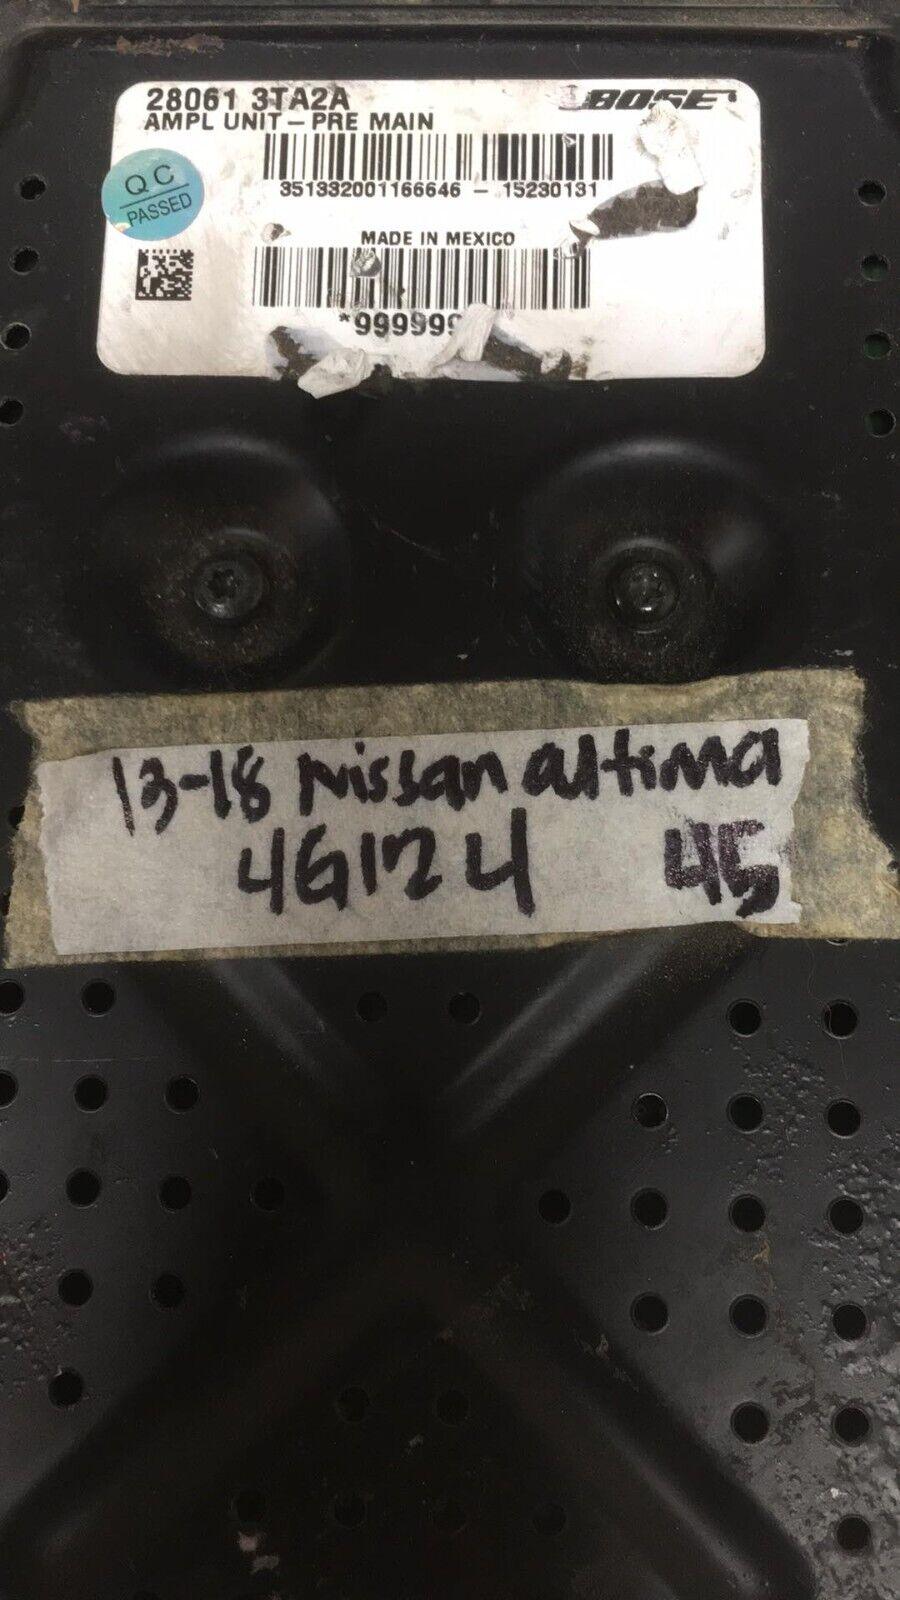 28061 3TA2A
BOSE
AMPL UNIT - PRE MAIN
351332001166646 - 15230131
QC
PASSED
MADE IN MEXICO
*999999
13-18 Nissan altima
4G124 45